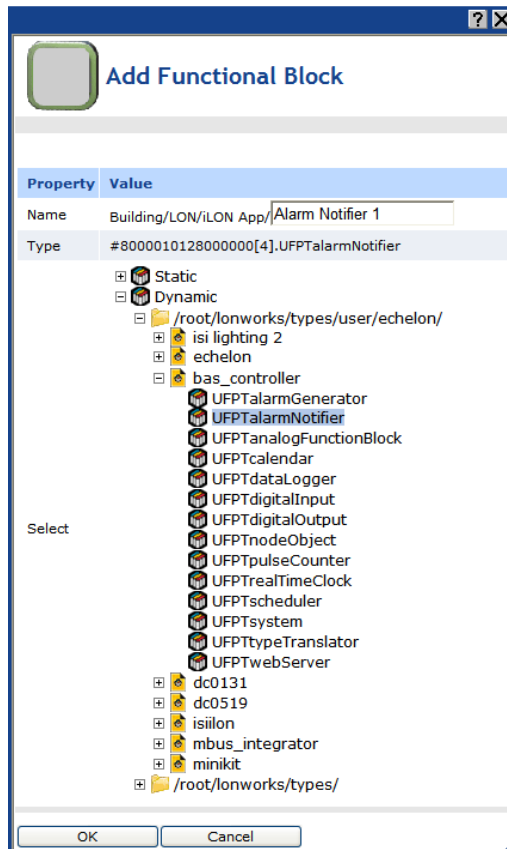 ?
Add Functional Block
Property Value
Name Building/LON/iLON App/ Alarm Notifier 1
Type #8000010128000000[4].UFPTalarmNotifier
Static
Dynamic
/root/lonworks/types/user/echelon/
isi lighting 2
echelon
bas_controller
UFPTalarmGenerator
UFPTalarmNotifier
UFPTanalogFunctionBlock
UFPTcalendar
UFPTdataLogger
UFPTdigitalInput
Select
UFPTdigitalOutput
UFPTnodeObject
UFPTpulseCounter
UFPTrealTimeClock
UFPTscheduler
UFPTsystem
UFPTtypeTranslator
UFPTwebServer
dc0131
dc0519
isiilon
mbus_integrator
minikit
/root/lonworks/types/
OK Cancel